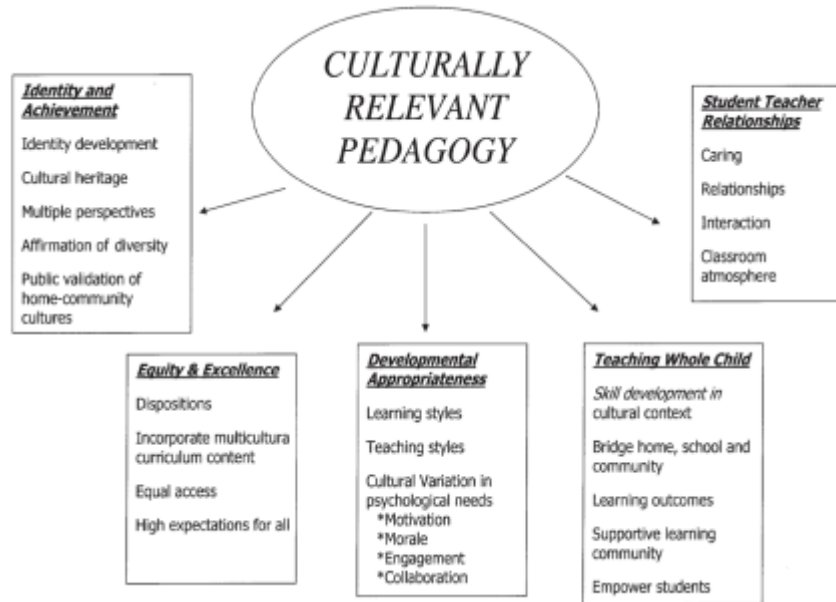 CULTURALLY
RELEVANT
PEDAGOGY
Identity and
Achievement
Identity development
Cultural heritage
Multiple perspectives
Affirmation of diversity
Public validation of
home-community
cultures
Student Teacher
Relationships
Caring
Relationships
Interaction
Classroom
atmosphere
Equity & Excellence
Dispositions
Incorporate multicultura
curriculum content
Equal access
High expectations for all
Developmental
Appropriateness
Learning styles
Teaching styles
Cultural Variation in
psychological needs
*Motivation
*Morale
*Engagement
*Collaboration
Teaching Whole Child
Skill development in
cultural context
Bridge home, school and
community
Learning outcomes
Supportive learning
community
Empower students